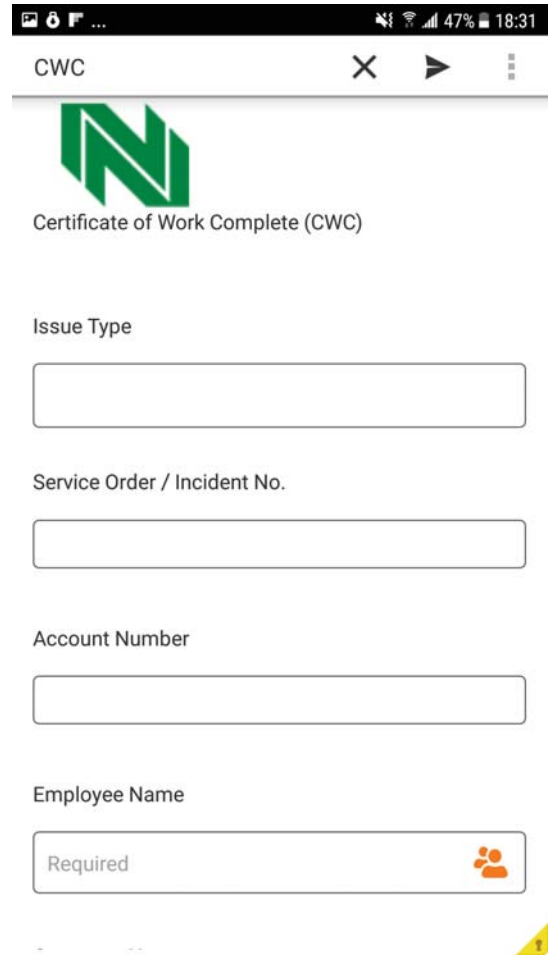 ... 47% 18:31
CWC
Certificate of Work Complete (CWC)
Issue Type
Service Order / Incident No.
Account Number
Employee Name
Required